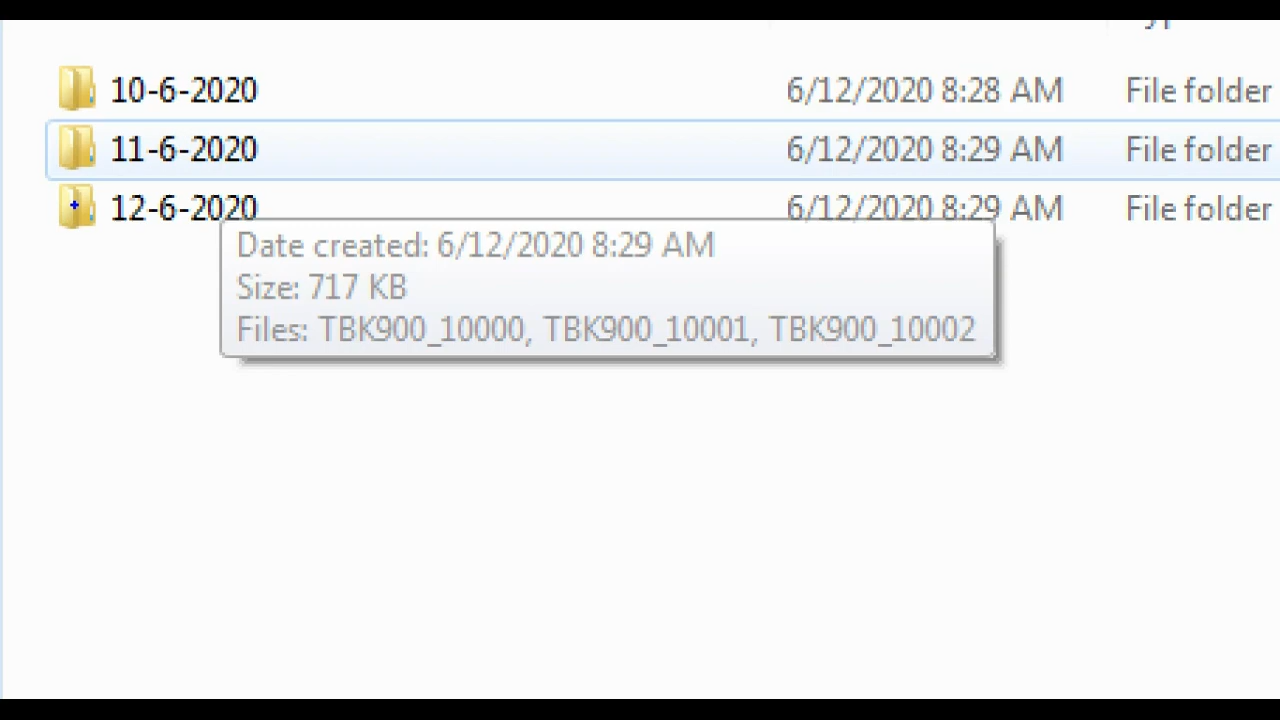 10-6-2020 6/12/2020 8:28 AM File folder
11-6-2020 6/12/2020 8:29 AM File folder
12-6-2020 6/12/2020 8:29 AM File folder
Date created: 6/12/2020 8:29 AM
Size: 717 KB
Files: TBK900_10000, TBK900_10001, TBK900_10002